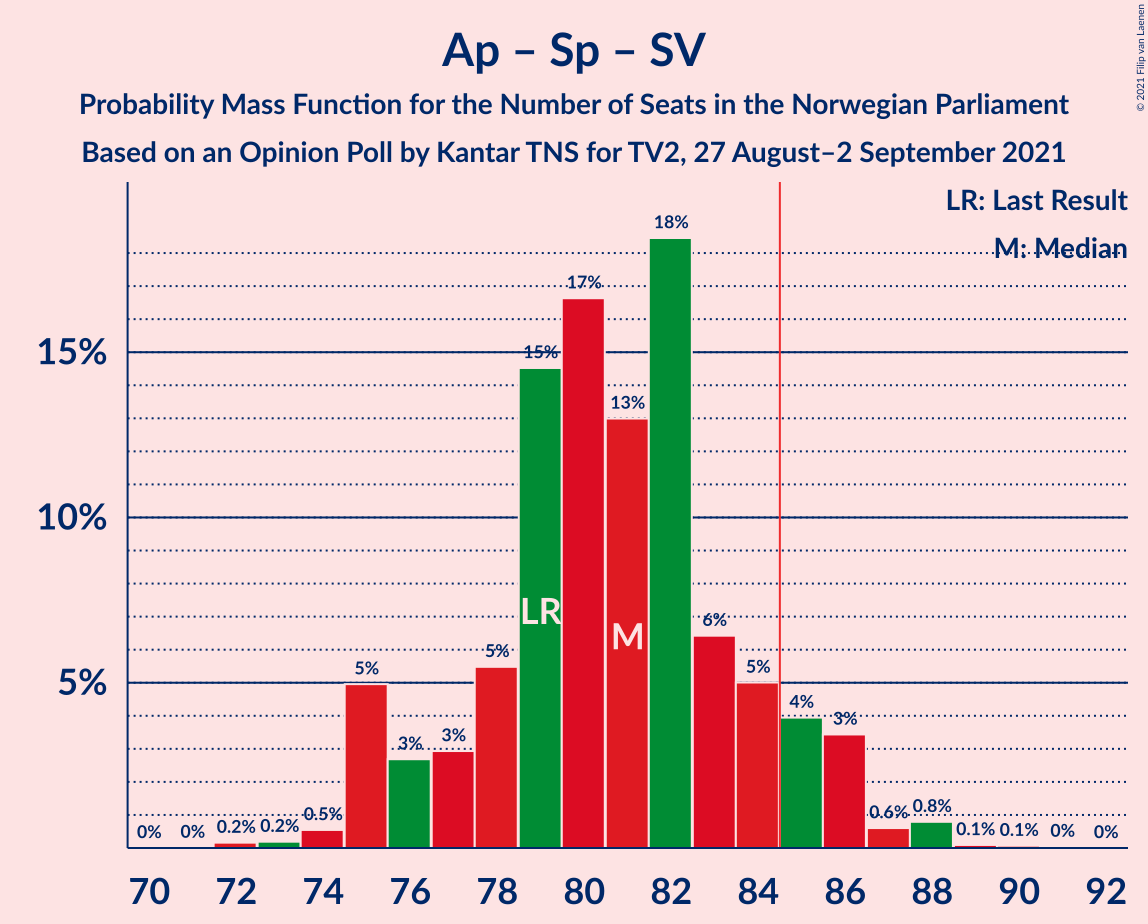 Ap – Sp – SV
Probability Mass Function for the Number of Seats in the Norwegian Parliament
Based on an Opinion Poll by Kantar TNS for TV2, 27 August–2 September 2021
© 2021 Filip van Laenen
LR: Last Result
M: Median
15%
10%
5%
0% 0% 0.2% 0.2% 0.5% 5% 3% 3% 5% 15% 17% 13% 18% 6% 5% 4% 3% 0.6% 0.8% 0.1% 0.1% 0% 0%
LR
M
70 72 74 76 78 80 82 84 86 88 90 92